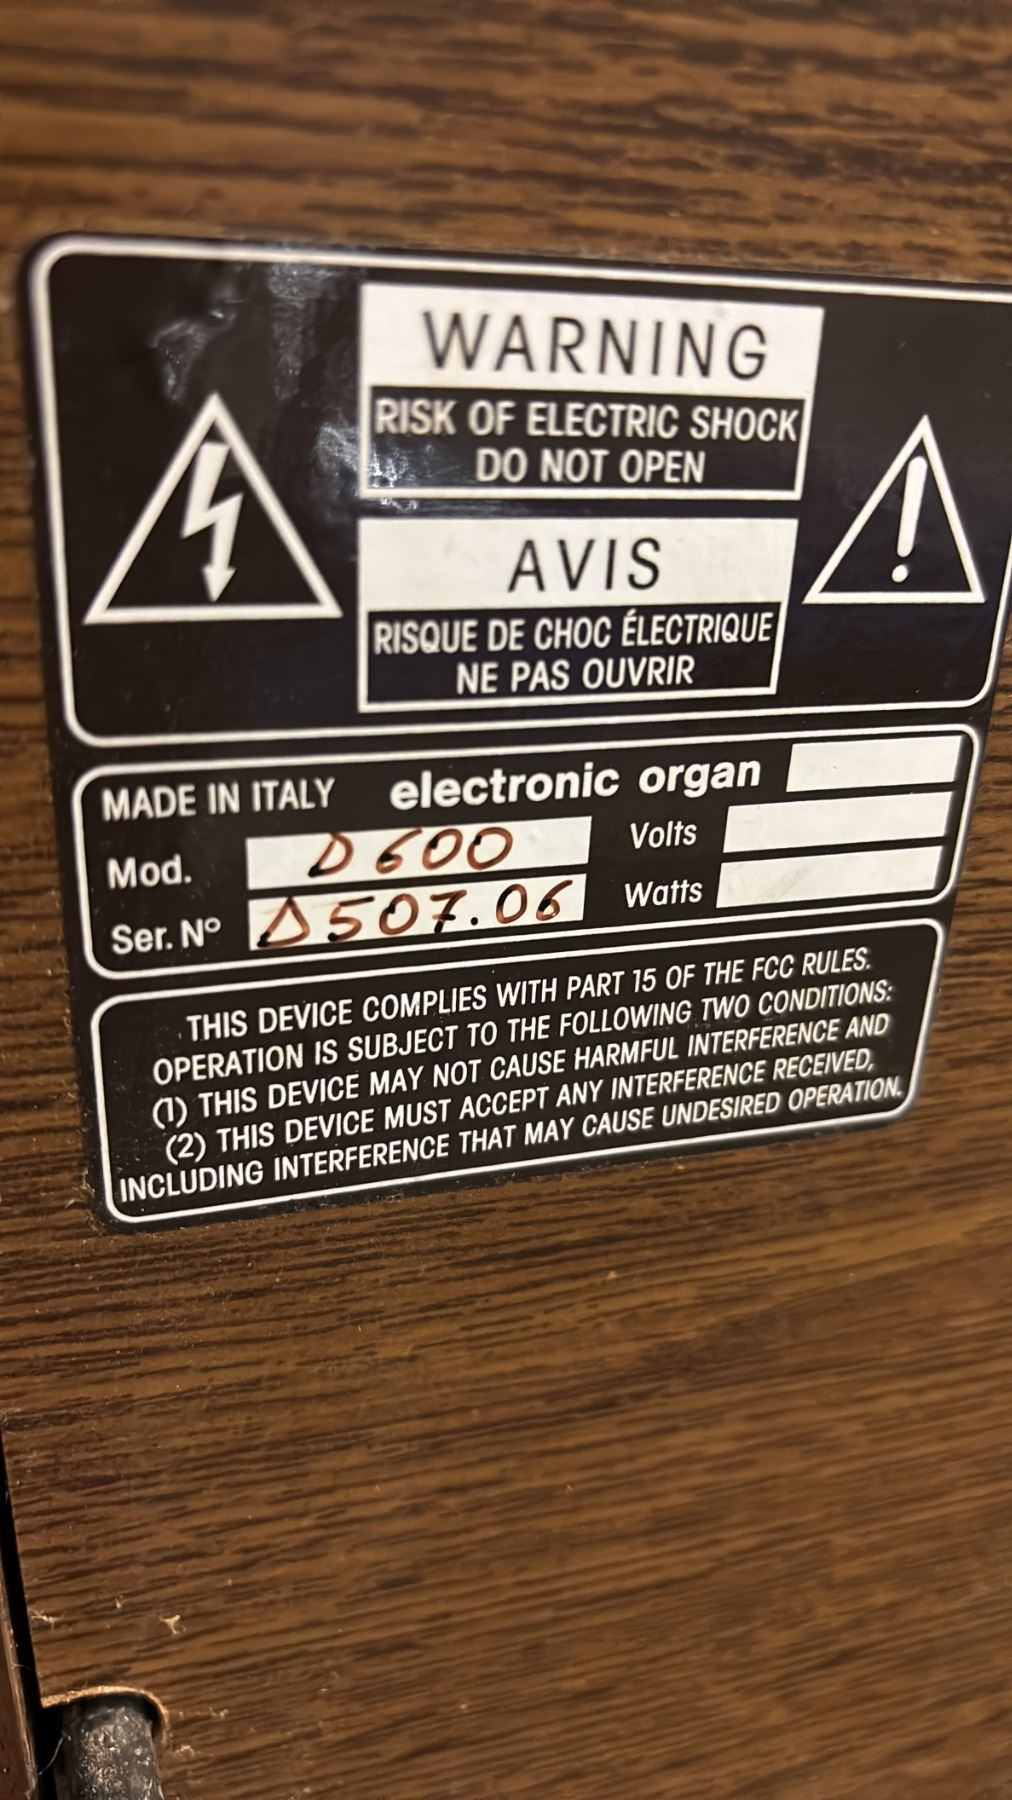 WARNING
RISK OF ELECTRIC SHOCK
DO NOT OPEN
AVIS
RISQUE DE CHOC ÉLECTRIQUE
NE PAS OUVRIR
MADE IN ITALY electronic organ
Mod. D600 Volts
Ser. Nº D507.06 Watts
THIS DEVICE COMPLIES WITH PART 15 OF THE FCC RULES.
OPERATION IS SUBJECT TO THE FOLLOWING TWO CONDITIONS:
(1) THIS DEVICE MAY NOT CAUSE HARMFUL INTERFERENCE AND
(2) THIS DEVICE MUST ACCEPT ANY INTERFERENCE RECEIVED,
INCLUDING INTERFERENCE THAT MAY CAUSE UNDESIRED OPERATION.